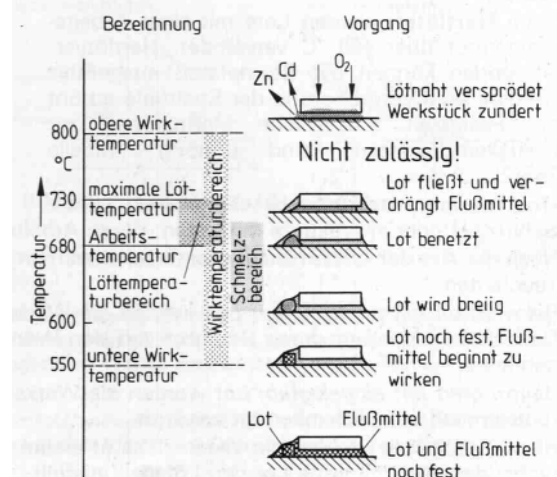 Bezeichnung
Vorgang
Zn
Cd
O2
Lötnaht versprödet
Werkstück zundert
obere Wirk-
800
temperatur
°C
Nicht zulässig!
maximale Löt-
730
temperatur
Lot fließt und ver-
drängt Flußmittel
Arbeits-
680
temperatur
Lot benetzt
Löttempera-
turbereich
Wirktemperaturbereich
Schmelz-
bereich
Temperatur
Lot wird breiig
600
Lot noch fest, Fluß-
mittel beginnt zu
wirken
untere Wirk-
550
temperatur
Lot
Flußmittel
Lot und Flußmittel
noch fest